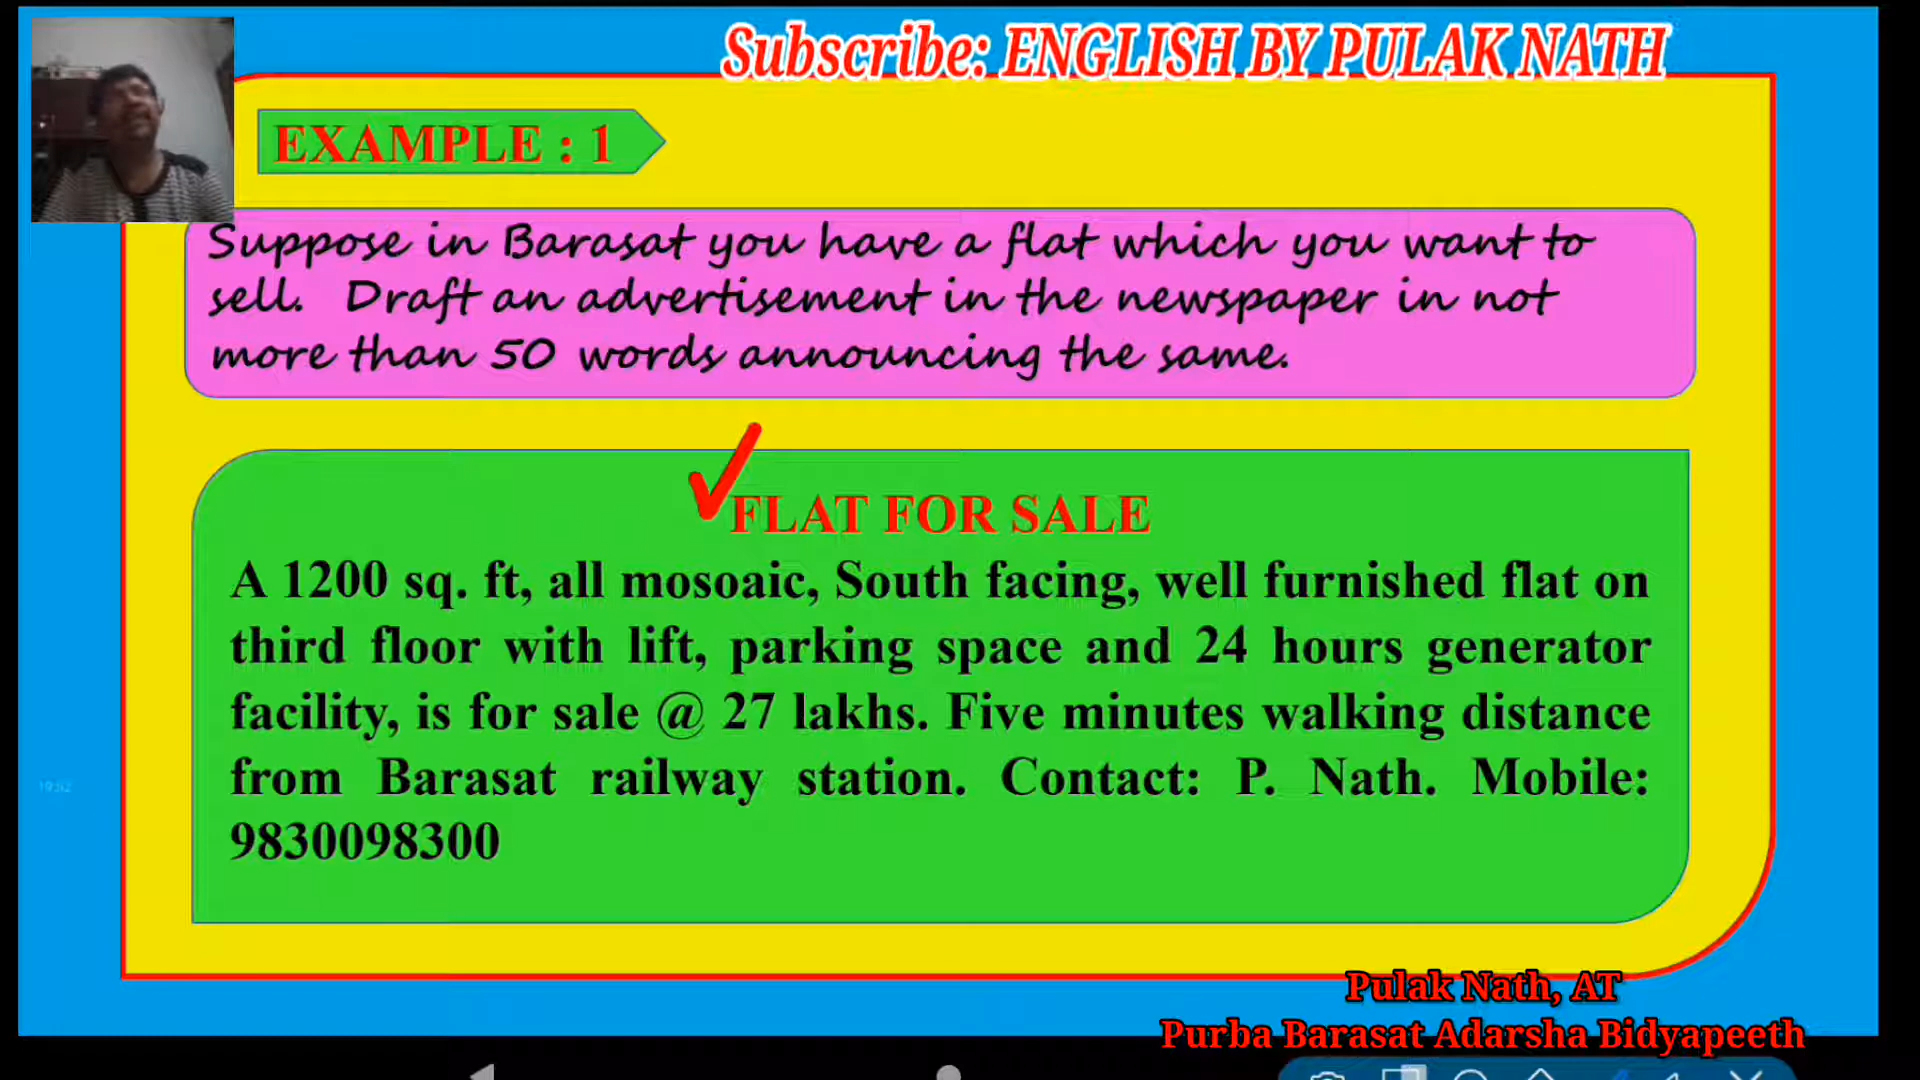 Subscribe: ENGLISH BY PULAK NATH
EXAMPLE : 1
Suppose in Barasat you have a flat which you want to
sell. Draft an advertisement in the newspaper in not
more than 50 words announcing the same.
FLAT FOR SALE
A 1200 sq. ft, all mosoaic, South facing, well furnished flat on
third floor with lift, parking space and 24 hours generator
facility, is for sale @ 27 lakhs. Five minutes walking distance
from Barasat railway station. Contact: P. Nath. Mobile:
9830098300
19:52
Pulak Nath, AT
Purba Barasat Adarsha Bidyapeeth